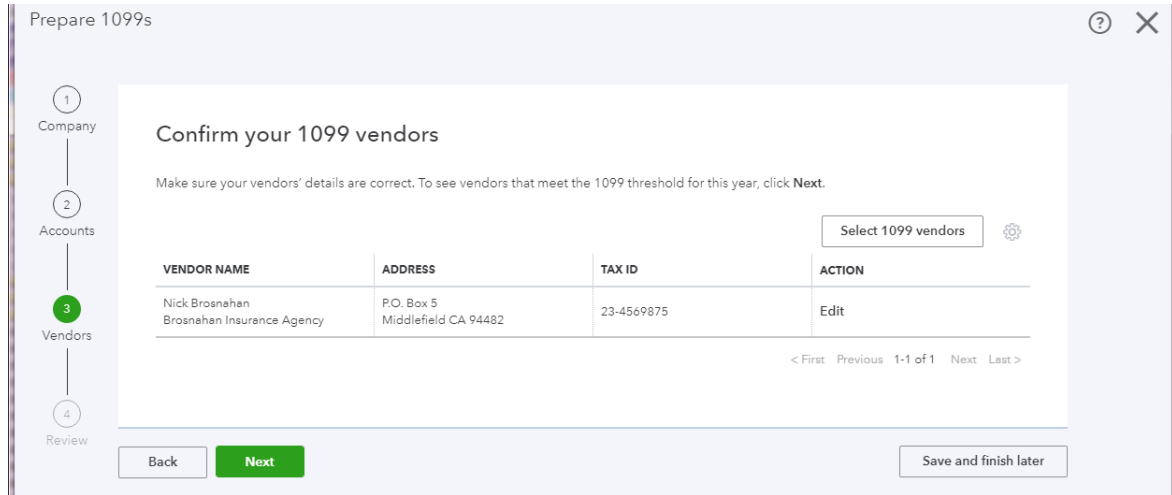 Prepare 1099s
1
Company
2
Accounts
3
Vendors
4
Review
Confirm your 1099 vendors
Make sure your vendors' details are correct. To see vendors that meet the 1099 threshold for this year, click Next.
Select 1099 vendors
VENDOR NAME ADDRESS TAX ID ACTION
Nick Brosnahan P.O. Box 5 23-4569875 Edit
Brosnahan Insurance Agency Middlefield CA 94482
< First Previous 1-1 of 1 Next Last >
Back Next Save and finish later